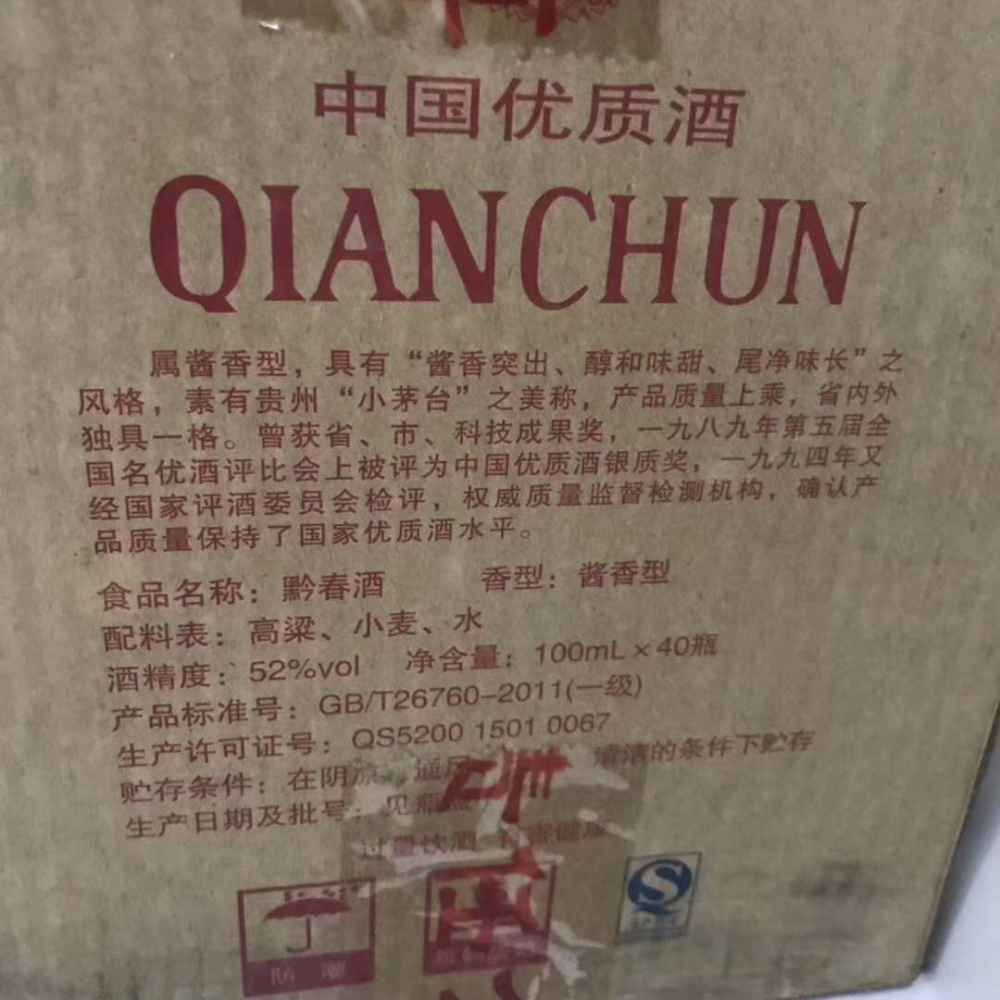 中国优质酒
QIANCHUN
属酱香型，具有“酱香突出、醇和味甜、尾净味长”之
风格，素有贵州“小茅台”之美称，产品质量上乘，省内外
独具一格。曾获省、市、科技成果奖，一九八九年第五届全
国名优酒评比会上被评为中国优质酒银质奖，一九九四年又
经国家评酒委员会检评，权威质量监督检测机构，确认产
品质量保持了国家优质酒水平。
食品名称：黔春酒 香型：酱香型
配料表：高粱、小麦、水
酒精度：52%vol 净含量：100mL×40瓶
产品标准号：GB/T26760-2011(一级)
生产许可证号：QS5200 1501 0067
贮存条件：在阴凉、通风 清洁的条件下贮存
生产日期及批号：见瓶
过量饮酒 健康
防潮